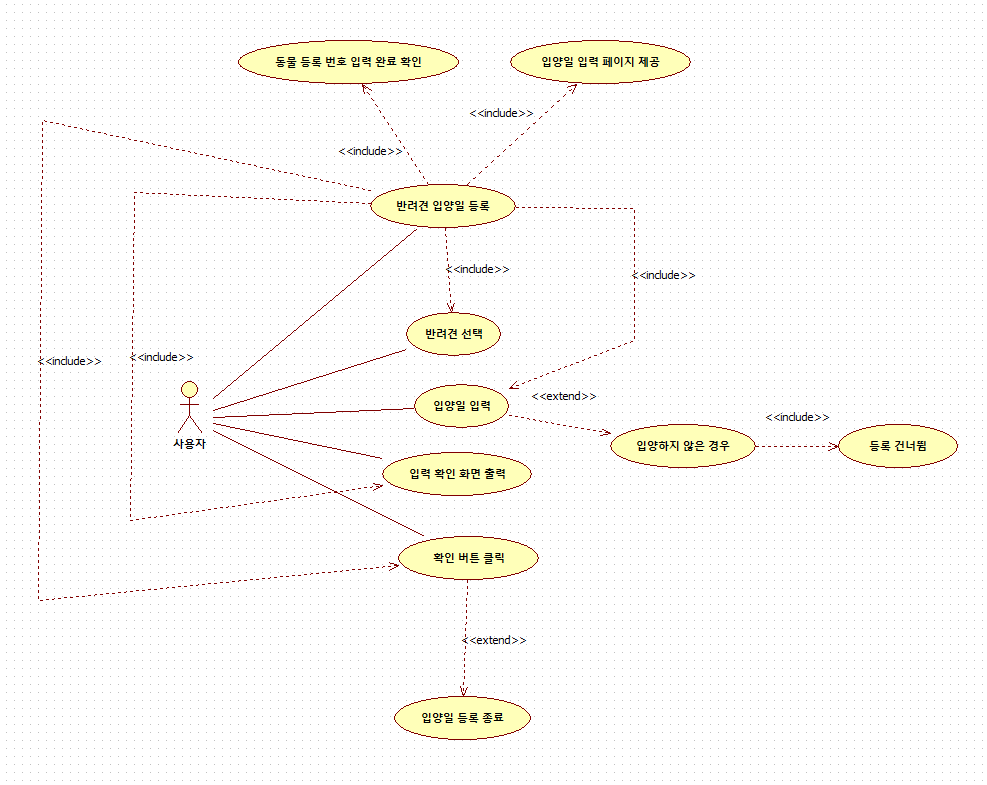 동물 등록 번호 입력 완료 확인
입양일 입력 페이지 제공
<<include>>
<<include>>
반려견 입양일 등록
<<include>>
<<include>>
반려견 선택
<<include>>
<<include>>
입양일 입력
<<extend>>
<<include>>
사용자
입양하지 않은 경우
등록 건너뜀
입력 확인 화면 출력
확인 버튼 클릭
<<extend>>
입양일 등록 종료